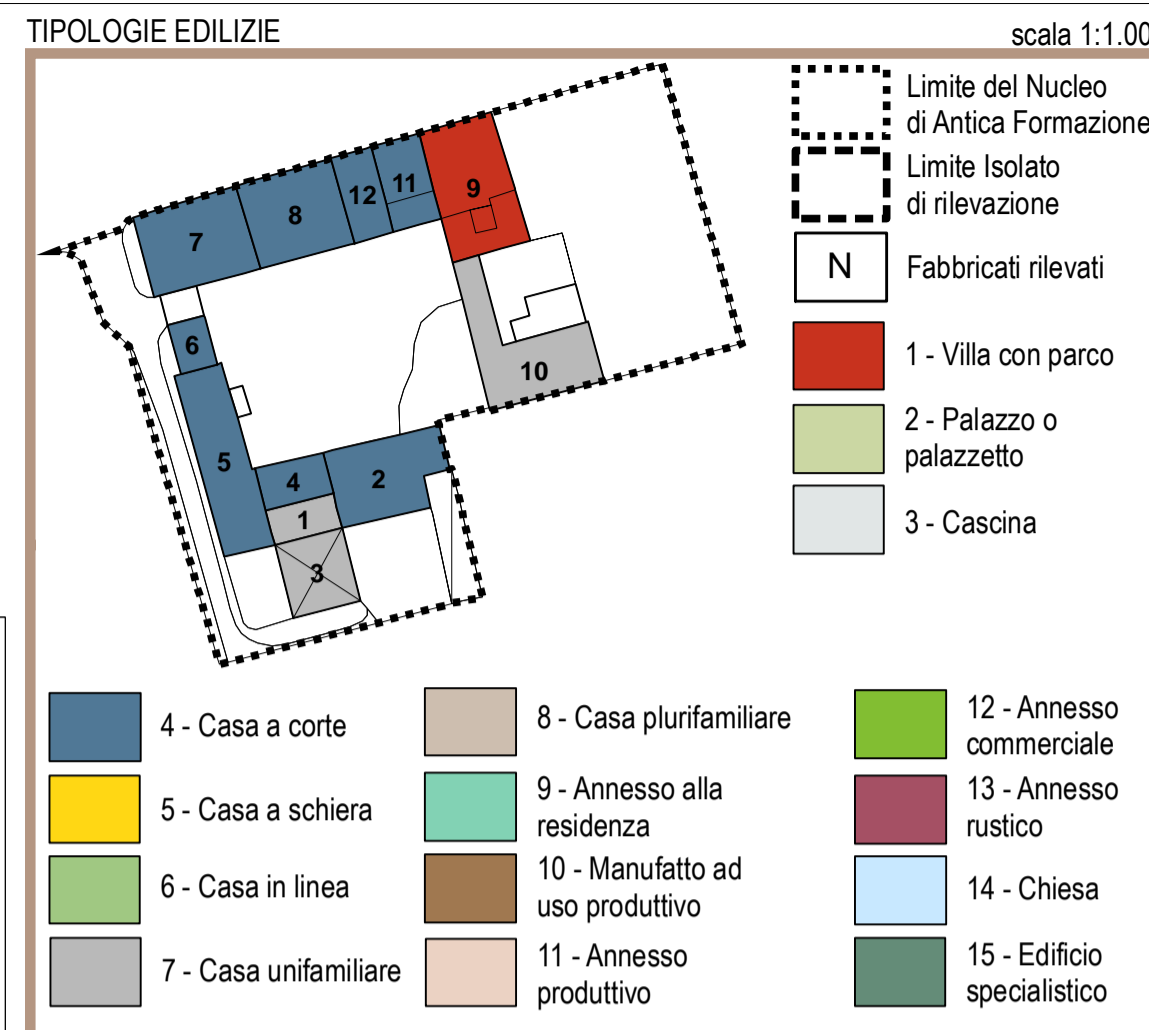 TIPOLOGIE EDILIZIE
scala 1:1.00
Limite del Nucleo
di Antica Formazione
Limite Isolato
di rilevazione
N
Fabbricati rilevati
1 - Villa con parco
2 - Palazzo o
palazzetto
3 - Cascina
9
11
12
8
7
6
10
5
4
2
1
3
4 - Casa a corte
5 - Casa a schiera
6 - Casa in linea
7 - Casa unifamiliare
8 - Casa plurifamiliare
9 - Annesso alla
residenza
10 - Manufatto ad
uso produttivo
11 - Annesso
produttivo
12 - Annesso
commerciale
13 - Annesso
rustico
14 - Chiesa
15 - Edificio
specialistico